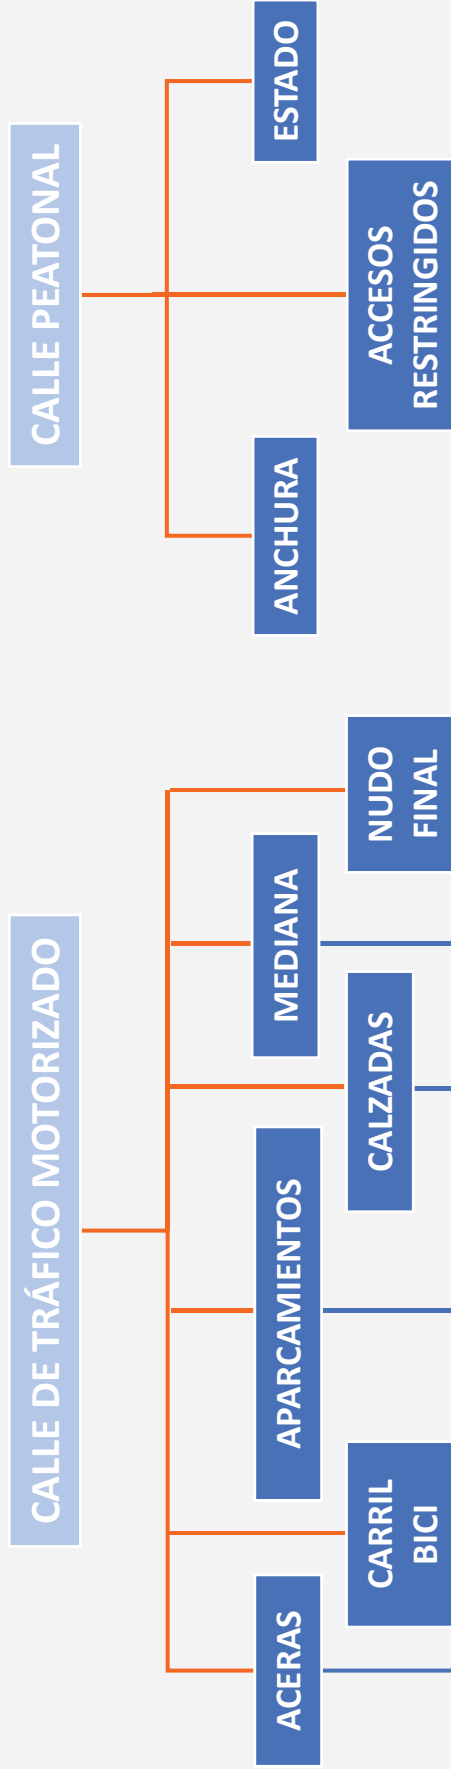 CALLE DE TRÁFICO MOTORIZADO
CALLE PEATONAL
ACERAS
CARRIL
BICI
APARCAMIENTOS
CALZADAS
MEDIANA
NUDO
FINAL
ANCHURA
ACCESOS
RESTRINGIDOS
ESTADO